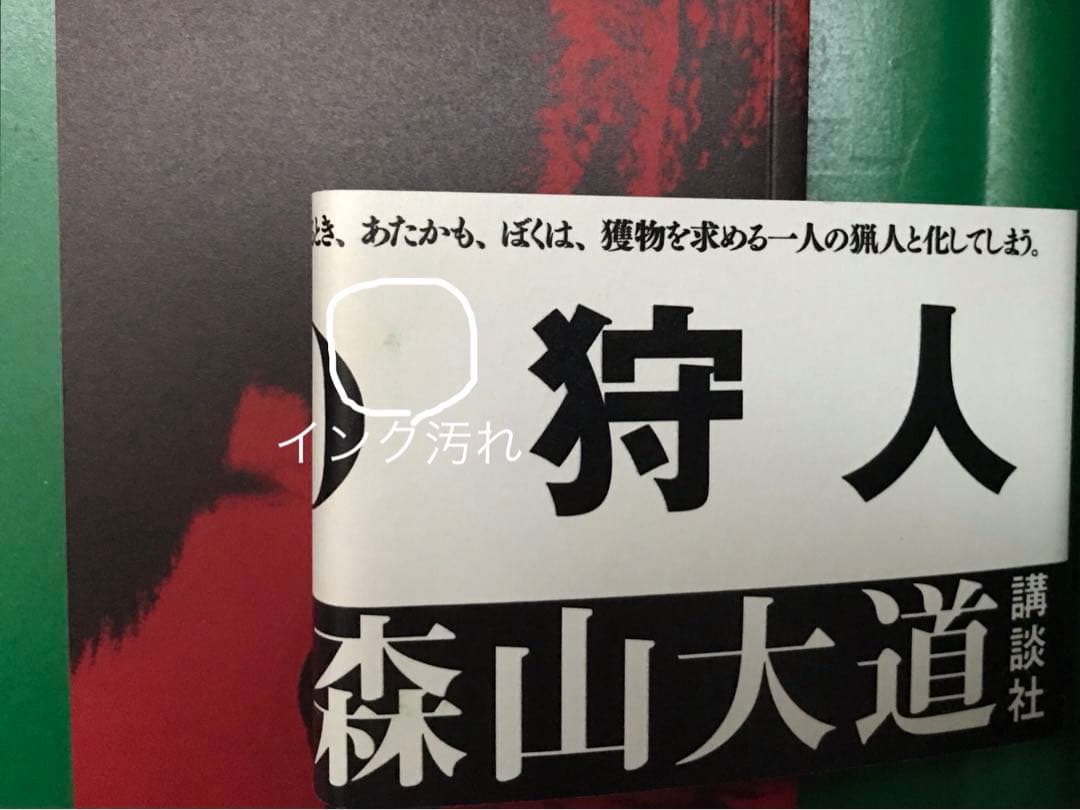 とき、あたかも、ぼくは、獲物を求める一人の猟人と化してしまう。
狩人
インク汚れ
森山大道
講談社